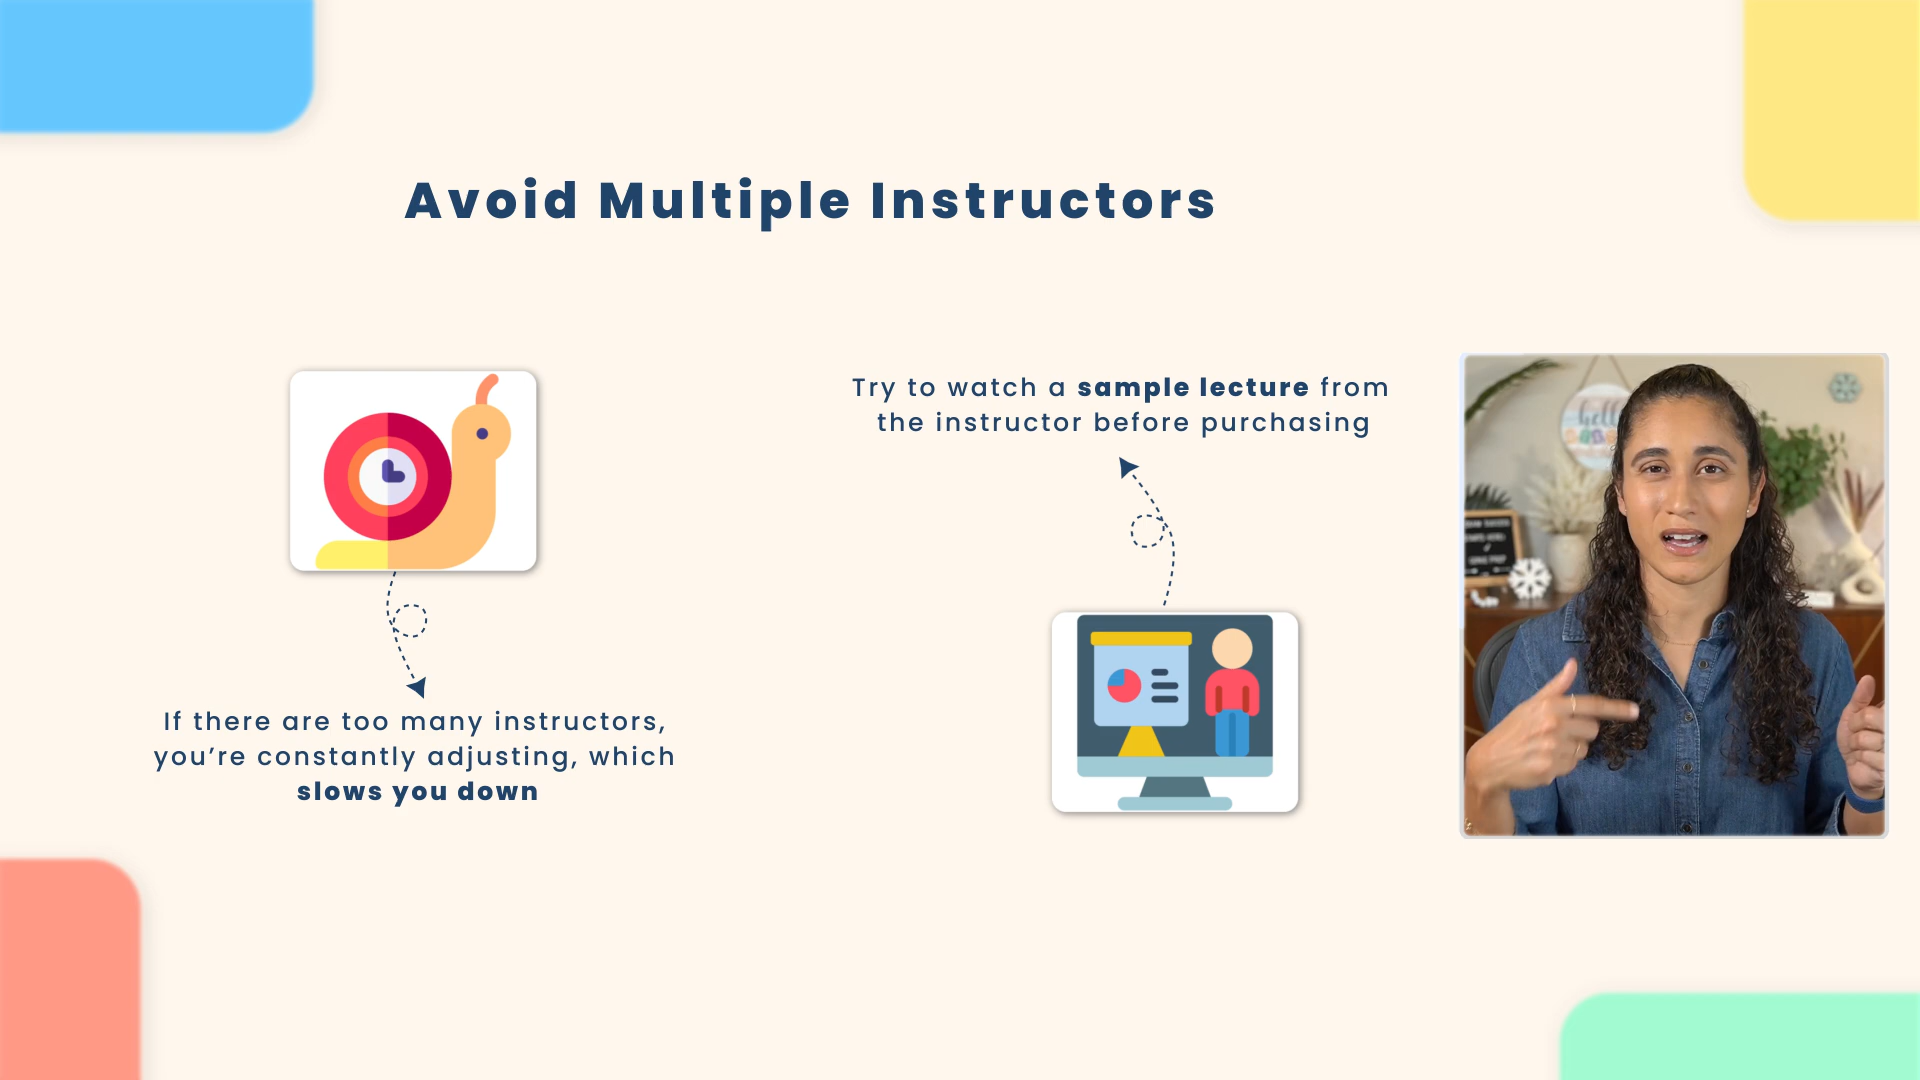 Avoid Multiple Instructors
Try to watch a sample lecture from
the instructor before purchasing
If there are too many instructors,
you’re constantly adjusting, which
slows you down
hello